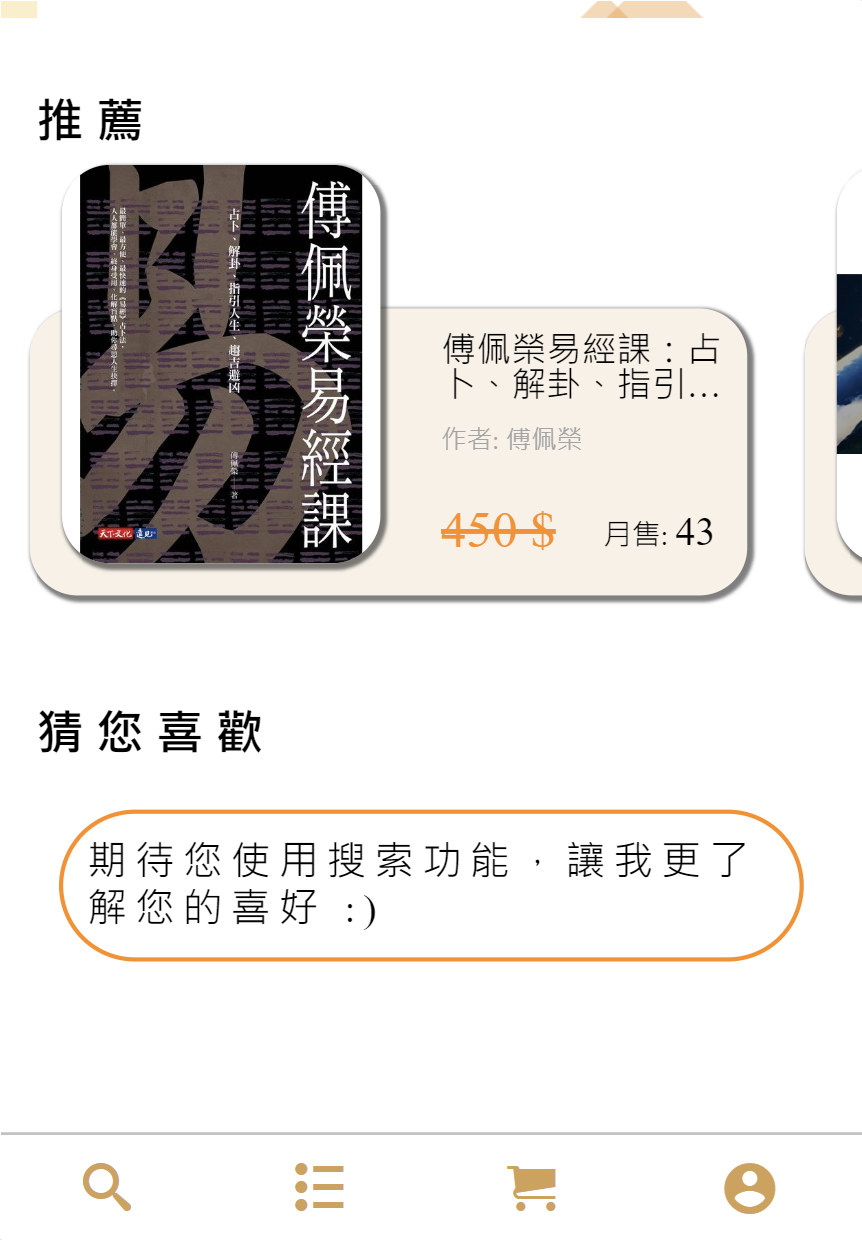 推薦
傅佩榮易經課
占卜、解卦、指引人生、趨吉避凶
傅佩榮 著
最簡單、最方便、最快速的《易經》占卜法，
人人都能學會，終身受用，化解盲點，助你尋思人生抉擇。
天下文化 遠見
傅佩榮易經課：占
卜、解卦、指引...
作者: 傅佩榮
450 $
月售: 43
猜您喜歡
期待您使用搜索功能，讓我更了
解您的喜好 :)